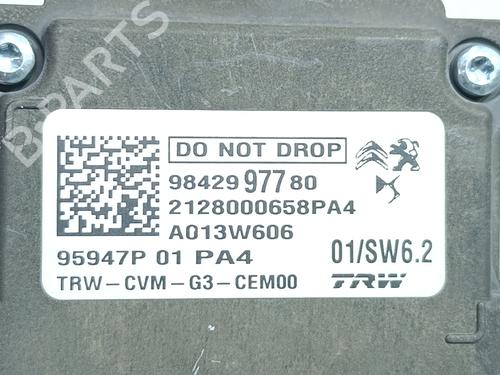 B-PARTS
DO NOT DROP
98429 977 80
2128000658PA4
A013W606
95947P 01 PA4
01/SW6.2
TRW-CVM-G3-CEM00
TRW